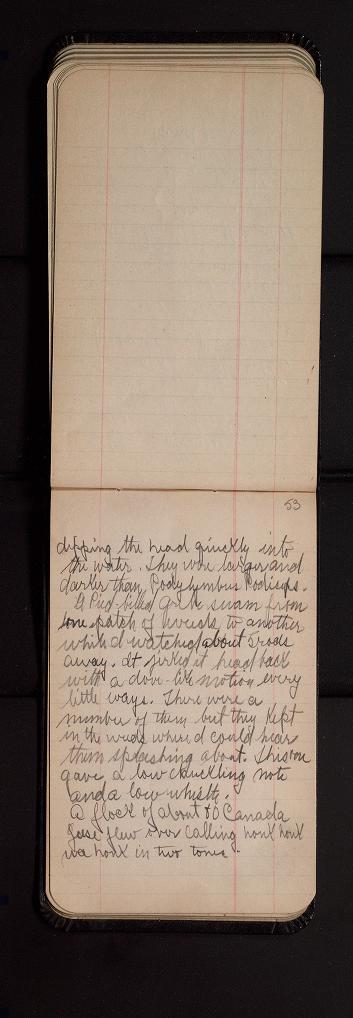 53
dipping the head quickly into
the water. They were larger and
darker than Podylymbus Podiceps.
A Pied-billed Grebe swam from
one patch of weeds to another
while I watched about 5 rods
away. It jerked it head back
with a dove-like motion every
little ways. There were a
number of them but they kept
in the weeds where I could hear
them splashing about. This one
gave a low chuckling note
and a low whistle.
A flock of about 80 Canada
Geese flew over calling honk honk
honk in two tones.